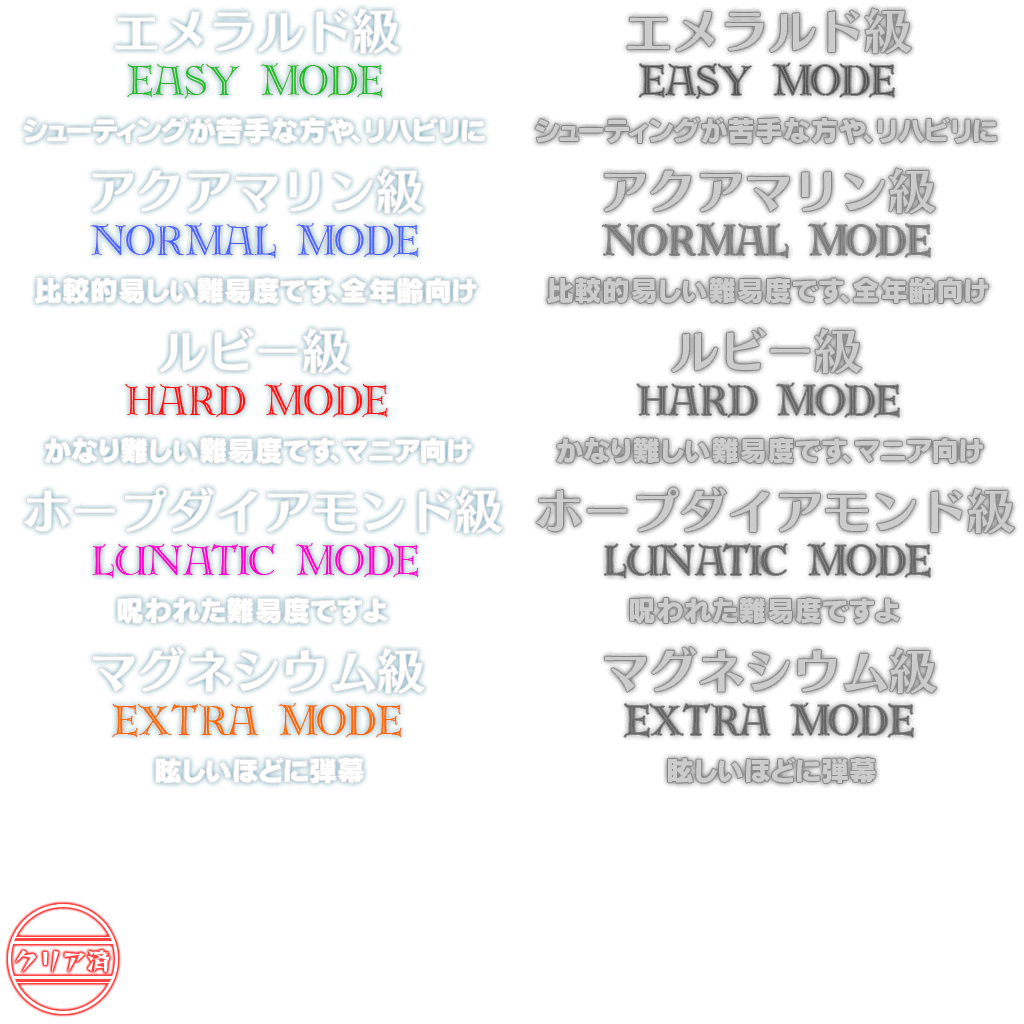 エメラルド級
EASY MODE
シューティングが苦手な方や、リハビリに
アクアマリン級
NORMAL MODE
比較的易しい難易度です、全年齢向け
ルビー級
HARD MODE
かなり難しい難易度です、マニア向け
ホープダイアモンド級
LUNATIC MODE
呪われた難易度ですよ
マグネシウム級
EXTRA MODE
眩しいほどに弾幕
エメラルド級
EASY MODE
シューティングが苦手な方や、リハビリに
アクアマリン級
NORMAL MODE
比較的易しい難易度です、全年齢向け
ルビー級
HARD MODE
かなり難しい難易度です、マニア向け
ホープダイアモンド級
LUNATIC MODE
呪われた難易度ですよ
マグネシウム級
EXTRA MODE
眩しいほどに弾幕
クリア済